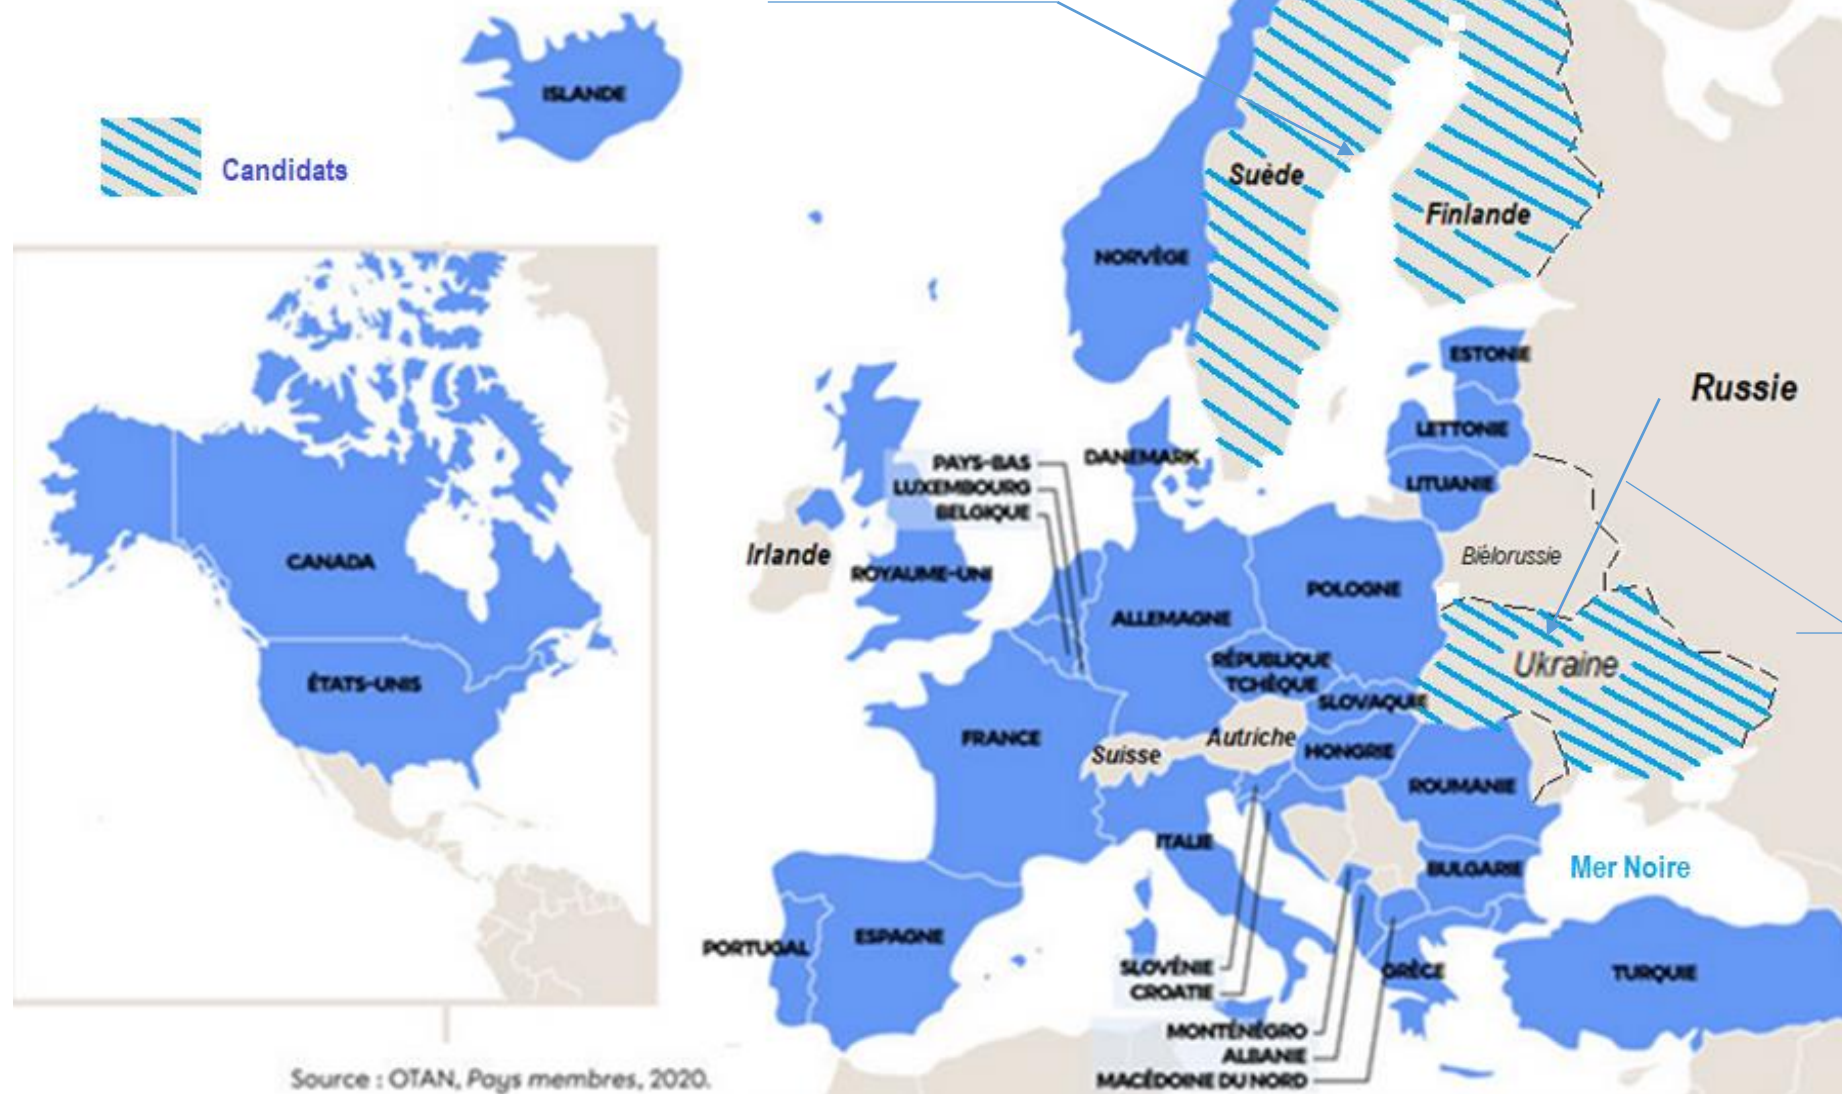 ISLANDE
Candidats
Suède
Finlande
NORVÈGE
ESTONIE
Russie
LETTONIE
PAYS-BAS
DANEMARK
LUXEMBOURG
LITUANIE
BELGIQUE
Irlande
Biélorussie
CANADA
ROYAUME-UNI
POLOGNE
ALLEMAGNE
RÉPUBLIQUE
TCHÈQUE
Ukraine
ÉTATS-UNIS
SLOVAQUIE
FRANCE
Suisse
Autriche
HONGRIE
ROUMANIE
ITALIE
BULGARIE
Mer Noire
PORTUGAL
ESPAGNE
SLOVÉNIE
GRÈCE
TURQUIE
CROATIE
MONTÉNÉGRO
ALBANIE
MACÉDOINE DU NORD
Source : OTAN, Pays membres, 2020.